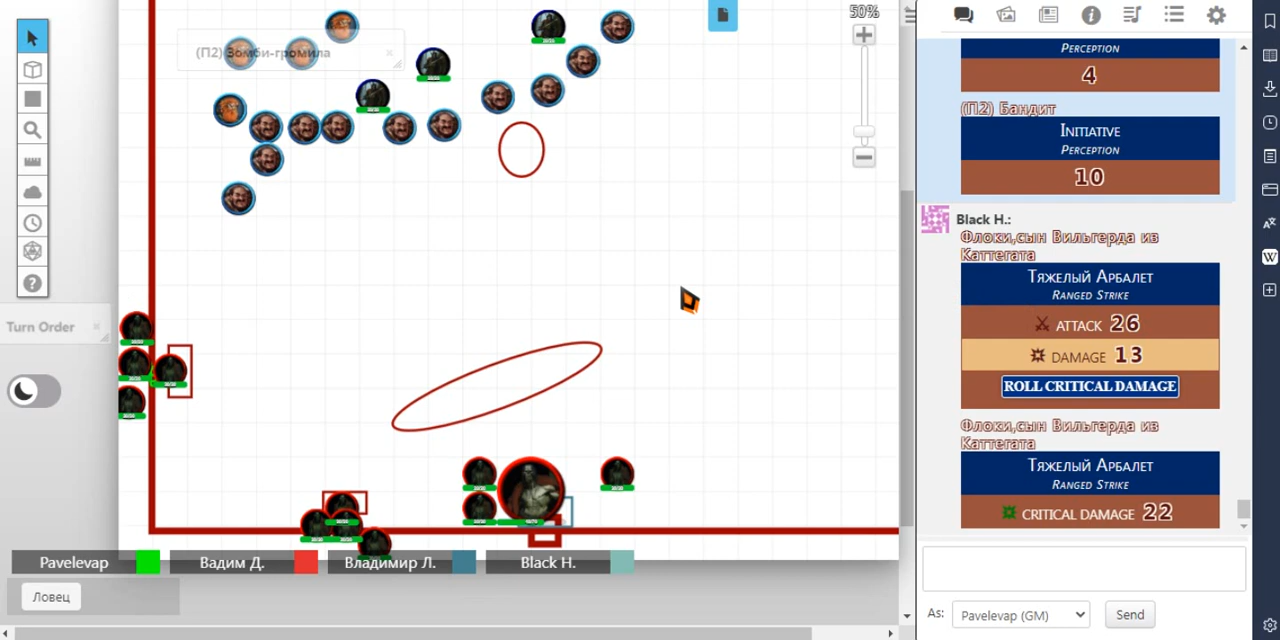 50%
(П2) Зомби-громила
Turn Order
Pavelevap
Вадим Д.
Владимир Л.
Black H.
Ловец
Perception
4
(П2) Бандит
Initiative
Perception
10
Black H.:
Флоки,сын Вильгерда из
Каттегата
Тяжелый Арбалет
Ranged Strike
ATTACK 26
DAMAGE 13
ROLL CRITICAL DAMAGE
Флоки,сын Вильгерда из
Каттегата
Тяжелый Арбалет
Ranged Strike
CRITICAL DAMAGE 22
As: Pavelevap (GM) Send